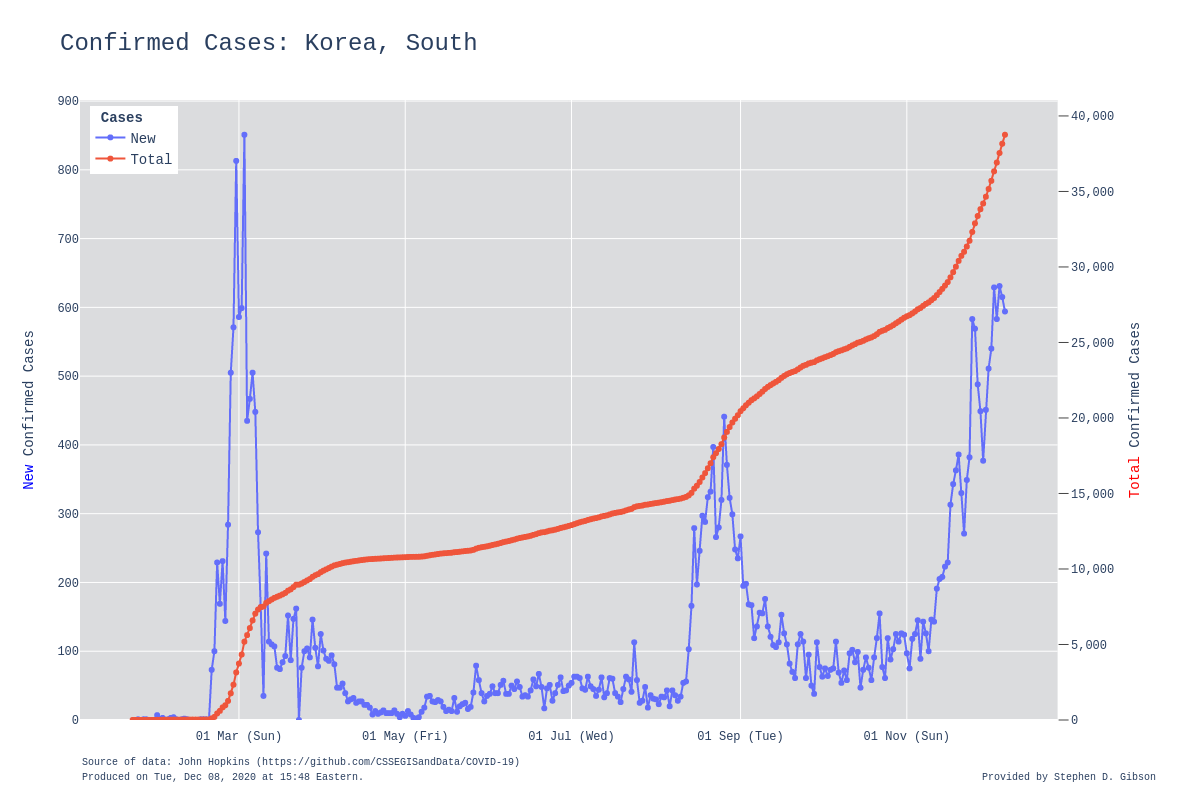 Confirmed Cases: Korea, South
Cases
New
Total
900
800
700
600
500
400
300
200
100
0
New Confirmed Cases
40,000
35,000
30,000
25,000
20,000
15,000
10,000
5,000
0
Total Confirmed Cases
01 Mar (Sun)
01 May (Fri)
01 Jul (Wed)
01 Sep (Tue)
01 Nov (Sun)
Source of data: John Hopkins (https://github.com/CSSEGISandData/COVID-19)
Produced on Tue, Dec 08, 2020 at 15:48 Eastern.
Provided by Stephen D. Gibson